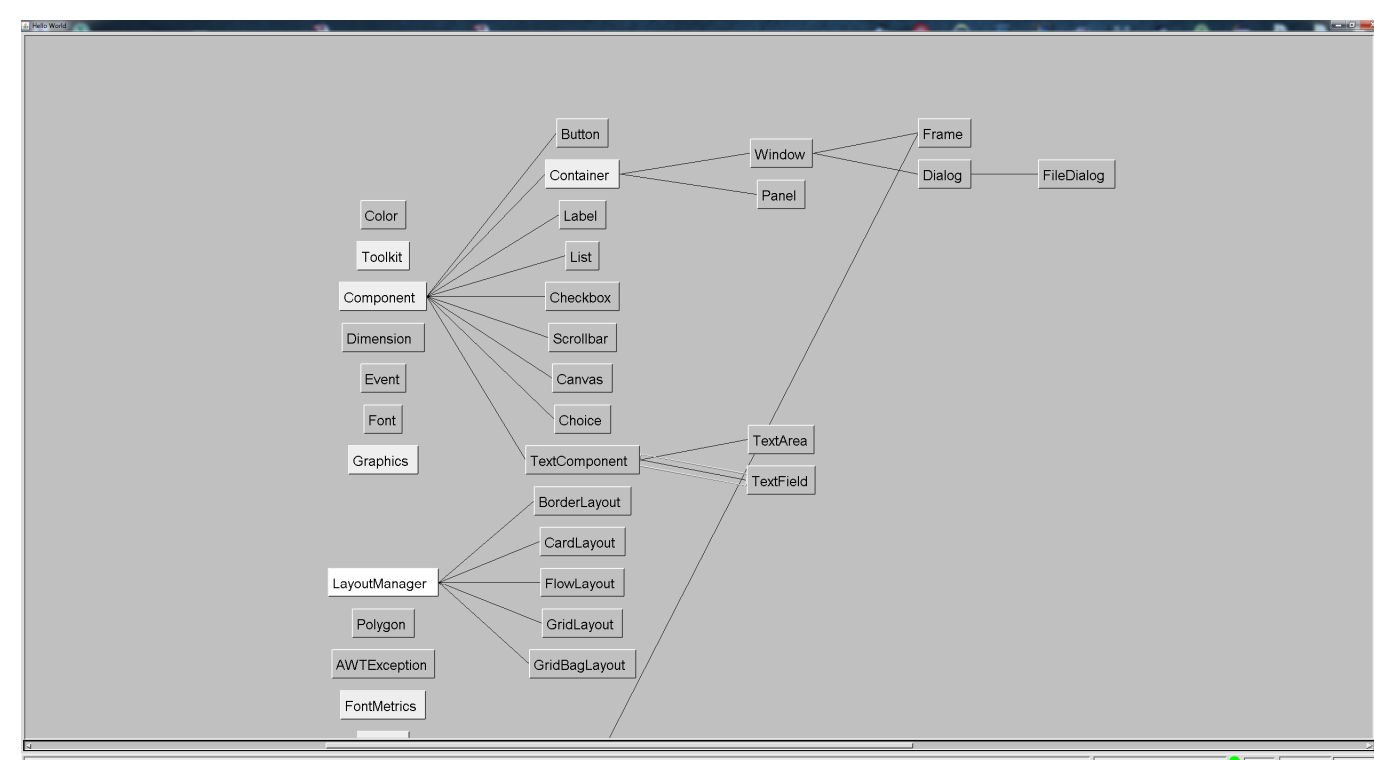 Hello World
Button
Frame
Window
Container
Dialog
FileDialog
Panel
Color
Label
Toolkit
List
Component
Checkbox
Dimension
Scrollbar
Event
Canvas
Font
Choice
TextArea
Graphics
TextComponent
TextField
BorderLayout
CardLayout
LayoutManager
FlowLayout
Polygon
GridLayout
AWTException
GridBagLayout
FontMetrics